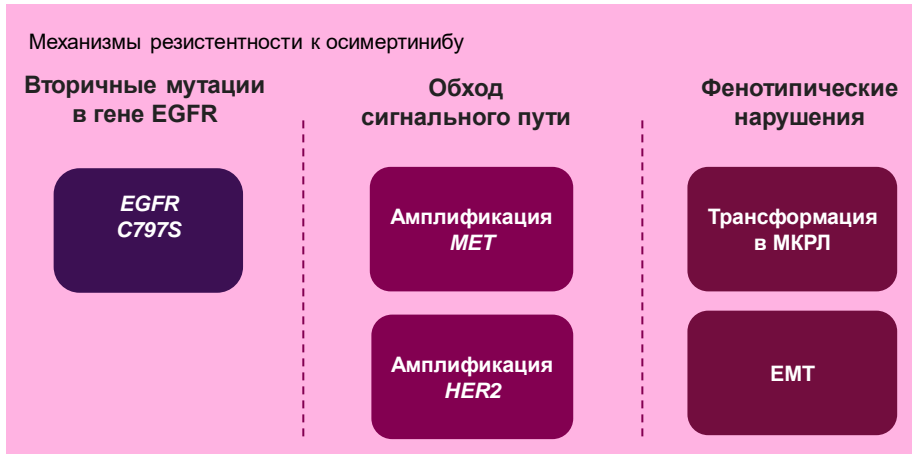 Механизмы резистентности к осимертинибу
Вторичные мутации
в гене EGFR
EGFR
C797S
Обход
сигнального пути
Амплификация
MET
Амплификация
HER2
Фенотипические
нарушения
Трансформация
в МКРЛ
ЕМТ